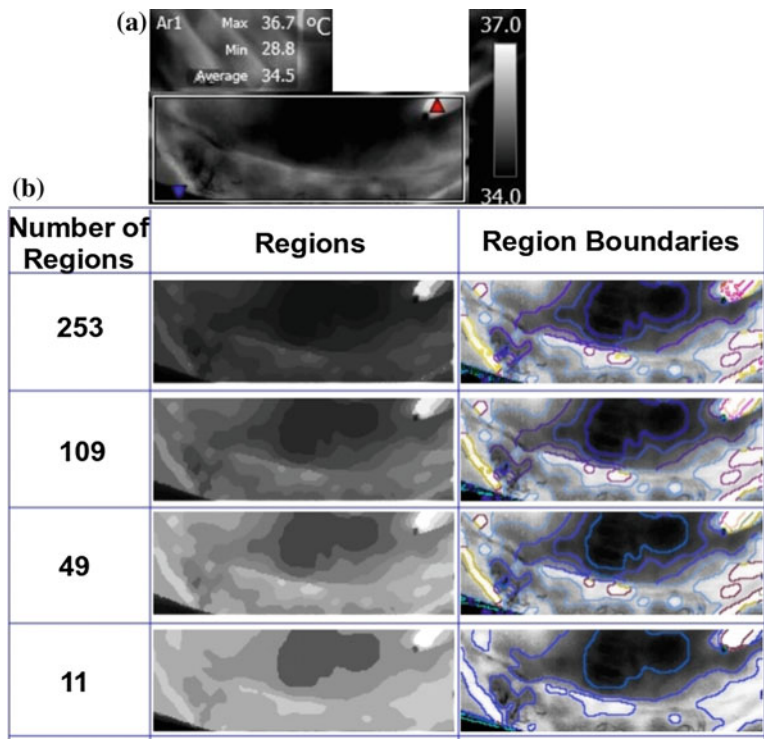 (a)
Ar1 Max 36.7 °C
Min 28.8
Average 34.5
37.0
34.0
(b)
Number of Regions
Regions
Region Boundaries
253
109
49
11